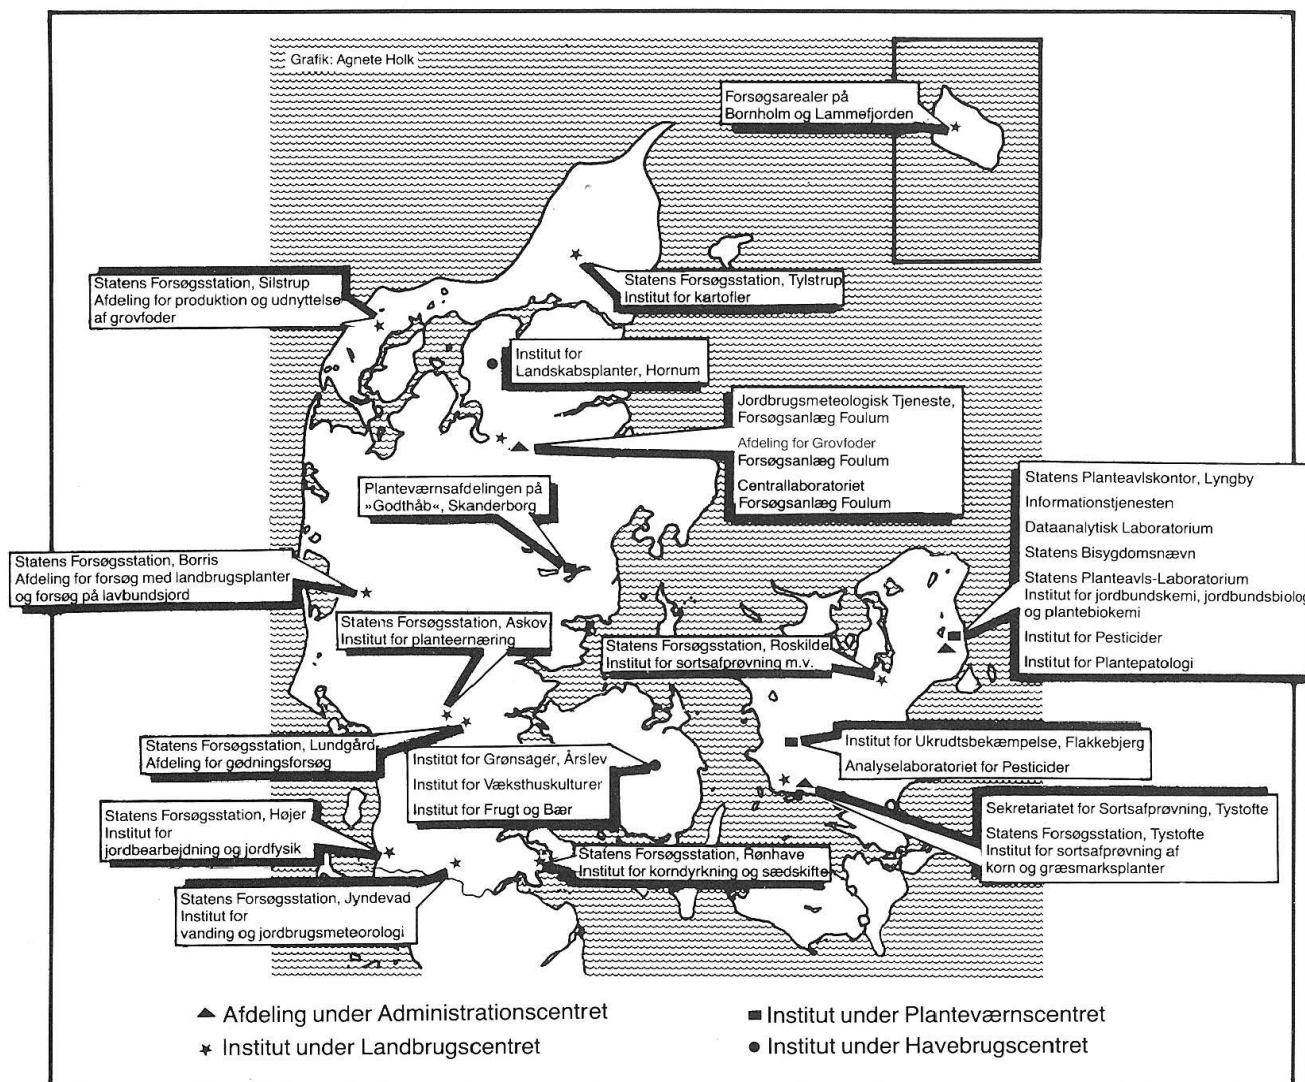 Grafik: Agnete Holk
Forsøgsarealer på
Bornholm og Lammefjorden
Statens Forsøgsstation, Silstrup
Afdeling for produktion og udnyttelse
af grovfoder
Statens Forsøgsstation, Tylstrup
Institut for kartofler
Institut for
Landskabsplanter, Hornum
Jordbrugsmeteologisk Tjeneste,
Forsøgsanlæg Foulum
Afdeling for Grovfoder
Forsøgsanlæg Foulum
Centrallaboratoriet
Forsøgsanlæg Foulum
Planteværnsafdelingen på
»Godthåb«, Skanderborg
Statens Planteavlskontor, Lyngby
Informationstjenesten
Dataanalytisk Laboratorium
Statens Bisygdomsnævn
Statens Planteavls-Laboratorium
Institut for jordbundskemi, jordbundsbiolog
og plantebiokemi
Institut for Pesticider
Institut for Plantepatologi
Statens Forsøgsstation, Borris
Afdeling for forsøg med landbrugsplanter
og forsøg på lavbundsjord
Statens Forsøgsstation, Askov
Institut for planteernæring
Statens Forsøgsstation, Roskilde
Institut for sortsafprøvning m.v.
Statens Forsøgsstation, Lundgård
Afdeling for gødningsforsøg
Institut for Grønsager, Årslev
Institut for Væksthuskulturer
Institut for Frugt og Bær
Institut for Ukrudtsbekæmpelse, Flakkebjerg
Analyselaboratoriet for Pesticider
Statens Forsøgsstation, Højer
Institut for
jordbearbejdning og jordfysik
Sekretariatet for Sortsafprøvning, Tystofte
Statens Forsøgsstation, Tystofte
Institut for sortsafprøvning af
korn og græsmarksplanter
Statens Forsøgsstation, Rønhave
Institut for korndyrkning og sædskifte
Statens Forsøgsstation, Jyndevad
Institut for
vanding og jordbrugsmeteorologi
Afdeling under Administrationscentret
Institut under Landbrugscentret
Institut under Planteværnscentret
Institut under Havebrugscentret